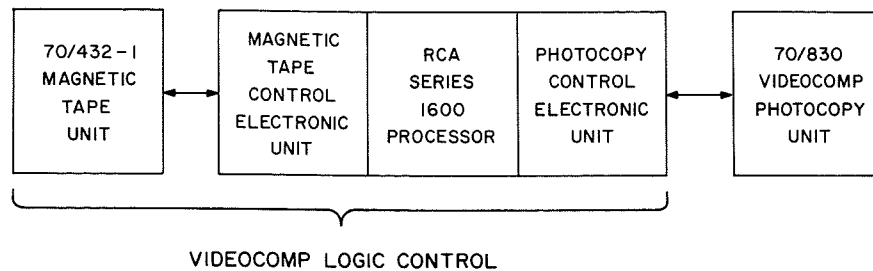 70/432-1
MAGNETIC
TAPE
UNIT
MAGNETIC
TAPE
CONTROL
ELECTRONIC
UNIT
RCA
SERIES
1600
PROCESSOR
PHOTOCOPY
CONTROL
ELECTRONIC
UNIT
70/830
VIDEOCOMP
PHOTOCOPY
UNIT
VIDEOCOMP LOGIC CONTROL